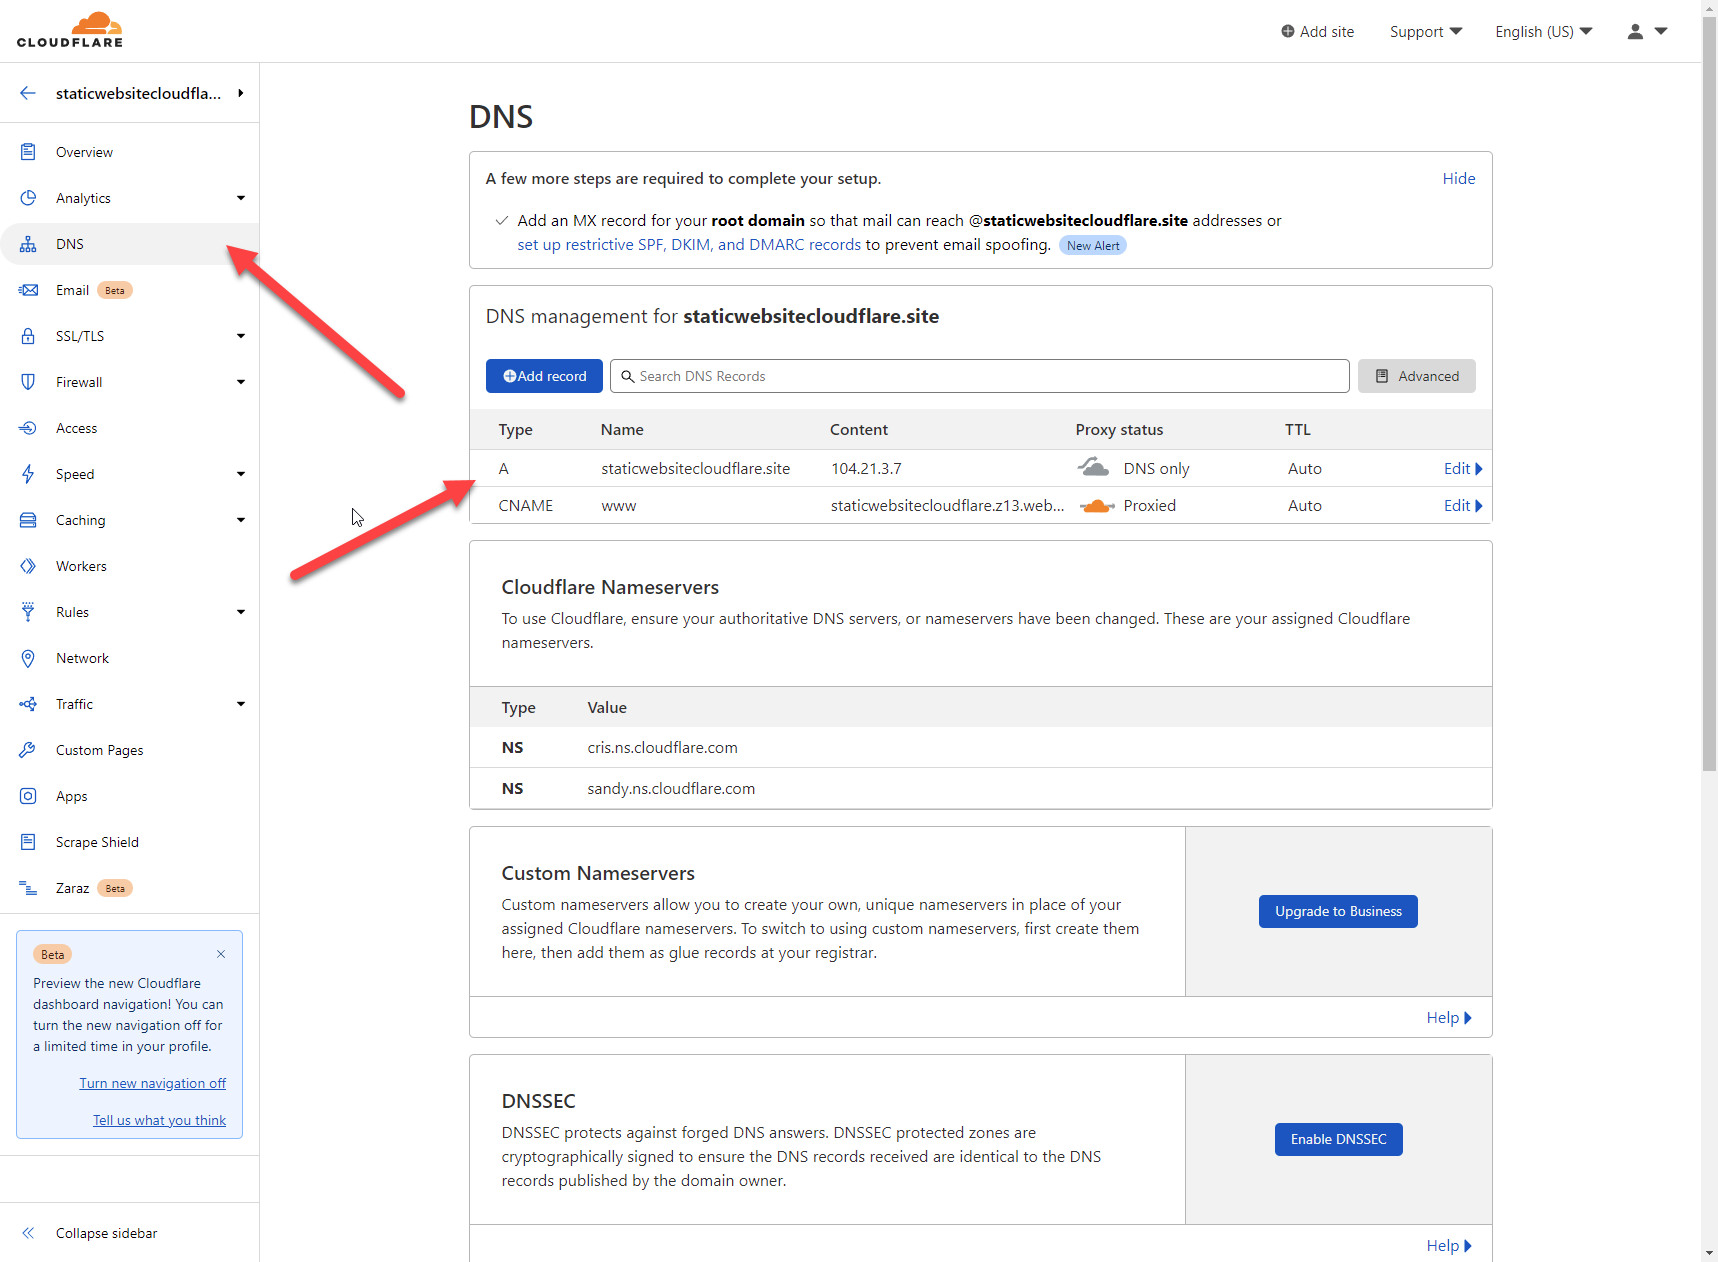 CLOUDFLARE
Add site
Support
English (US)
staticwebsitecloudfla...
Overview
Analytics
DNS
Email Beta
SSL/TLS
Firewall
Access
Speed
Caching
Workers
Rules
Network
Traffic
Custom Pages
Apps
Scrape Shield
Zaraz Beta
Beta
Preview the new Cloudflare
dashboard navigation! You can
turn the new navigation off for
a limited time in your profile.
Turn new navigation off
Tell us what you think
Collapse sidebar
DNS
A few more steps are required to complete your setup.
Hide
Add an MX record for your root domain so that mail can reach @staticwebsitecloudflare.site addresses or
set up restrictive SPF, DKIM, and DMARC records to prevent email spoofing. New Alert
DNS management for staticwebsitecloudflare.site
Add record
Search DNS Records
Advanced
Type Name Content Proxy status TTL
A staticwebsitecloudflare.site 104.21.3.7 DNS only Auto Edit
CNAME www staticwebsitecloudflare.z13.web... Proxied Auto Edit
Cloudflare Nameservers
To use Cloudflare, ensure your authoritative DNS servers, or nameservers have been changed. These are your assigned Cloudflare
nameservers.
Type Value
NS cris.ns.cloudflare.com
NS sandy.ns.cloudflare.com
Custom Nameservers
Custom nameservers allow you to create your own, unique nameservers in place of your
assigned Cloudflare nameservers. To switch to using custom nameservers, first create them
here, then add them as glue records at your registrar.
Upgrade to Business
Help
DNSSEC
DNSSEC protects against forged DNS answers. DNSSEC protected zones are
cryptographically signed to ensure the DNS records received are identical to the DNS
records published by the domain owner.
Enable DNSSEC
Help